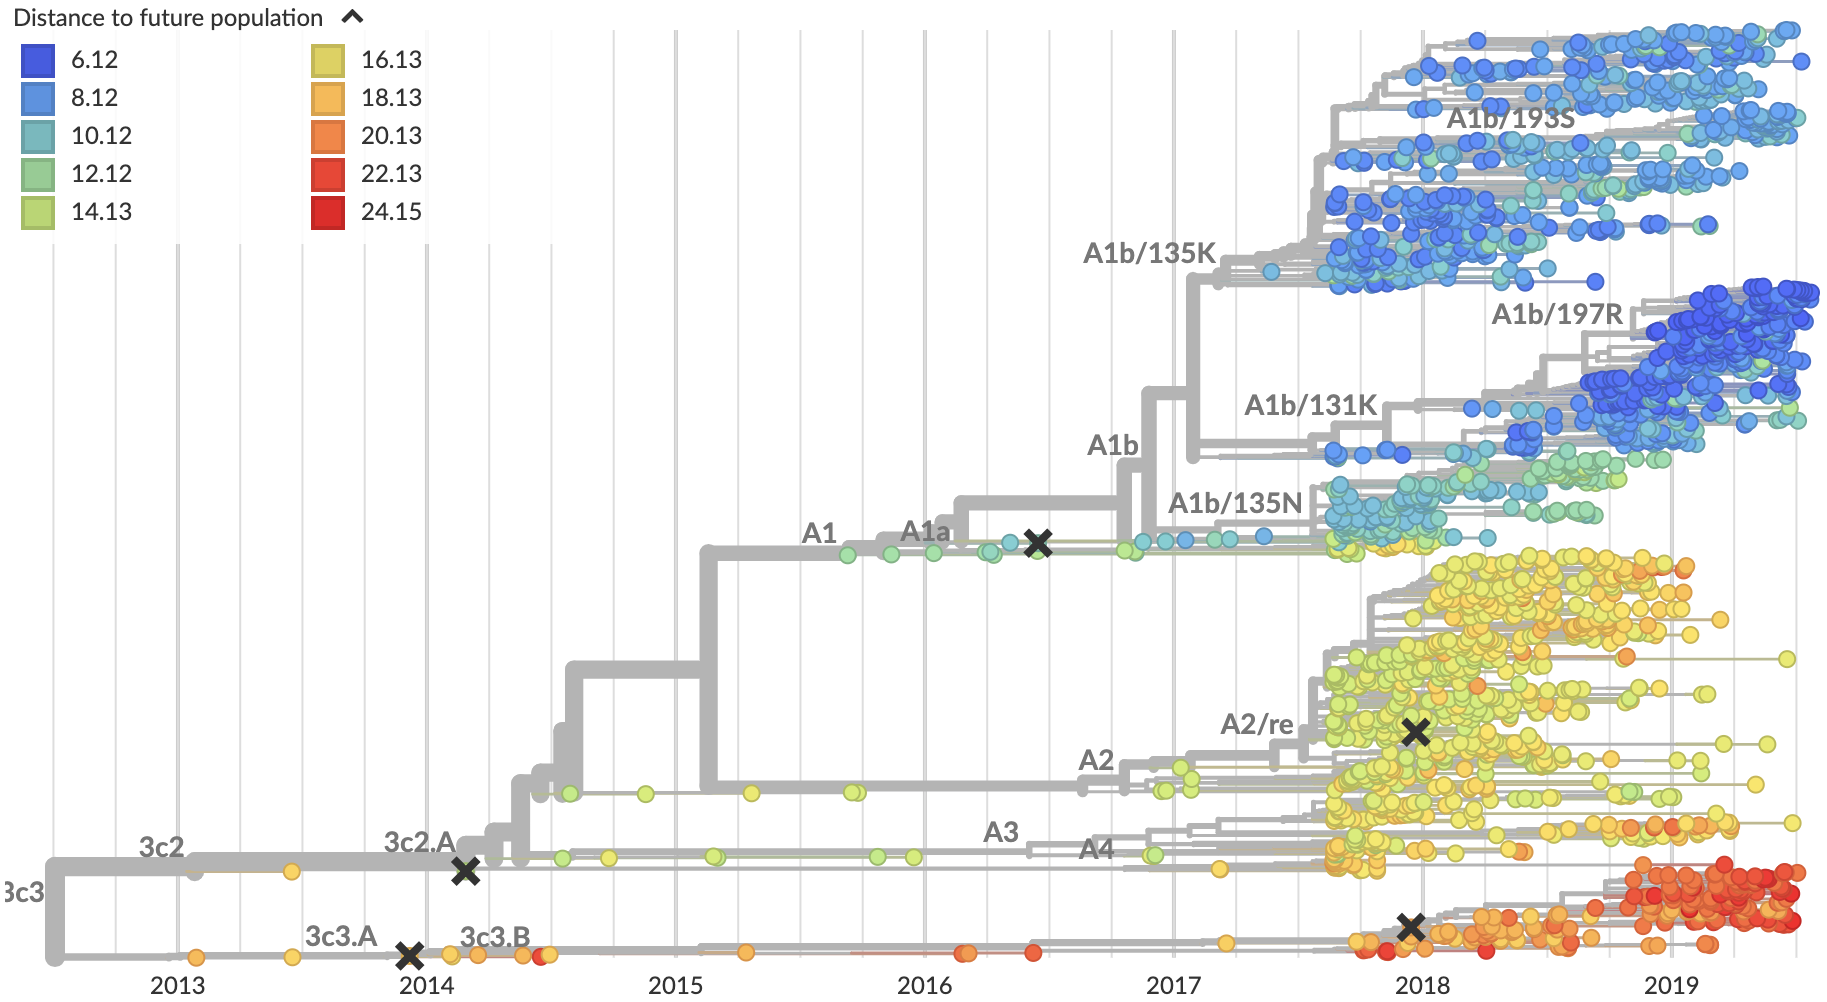 Distance to future population
6.12 16.13
8.12 18.13
10.12 20.13
12.12 22.13
14.13 24.15
A1b/193S
A1b/135K
A1b/197R
A1b/131K
A1b
A1b/135N
A1 A1a
A2/re
A2
A3
3c2 3c2.A A4
3c3
3c3.A 3c3.B
2013 2014 2015 2016 2017 2018 2019